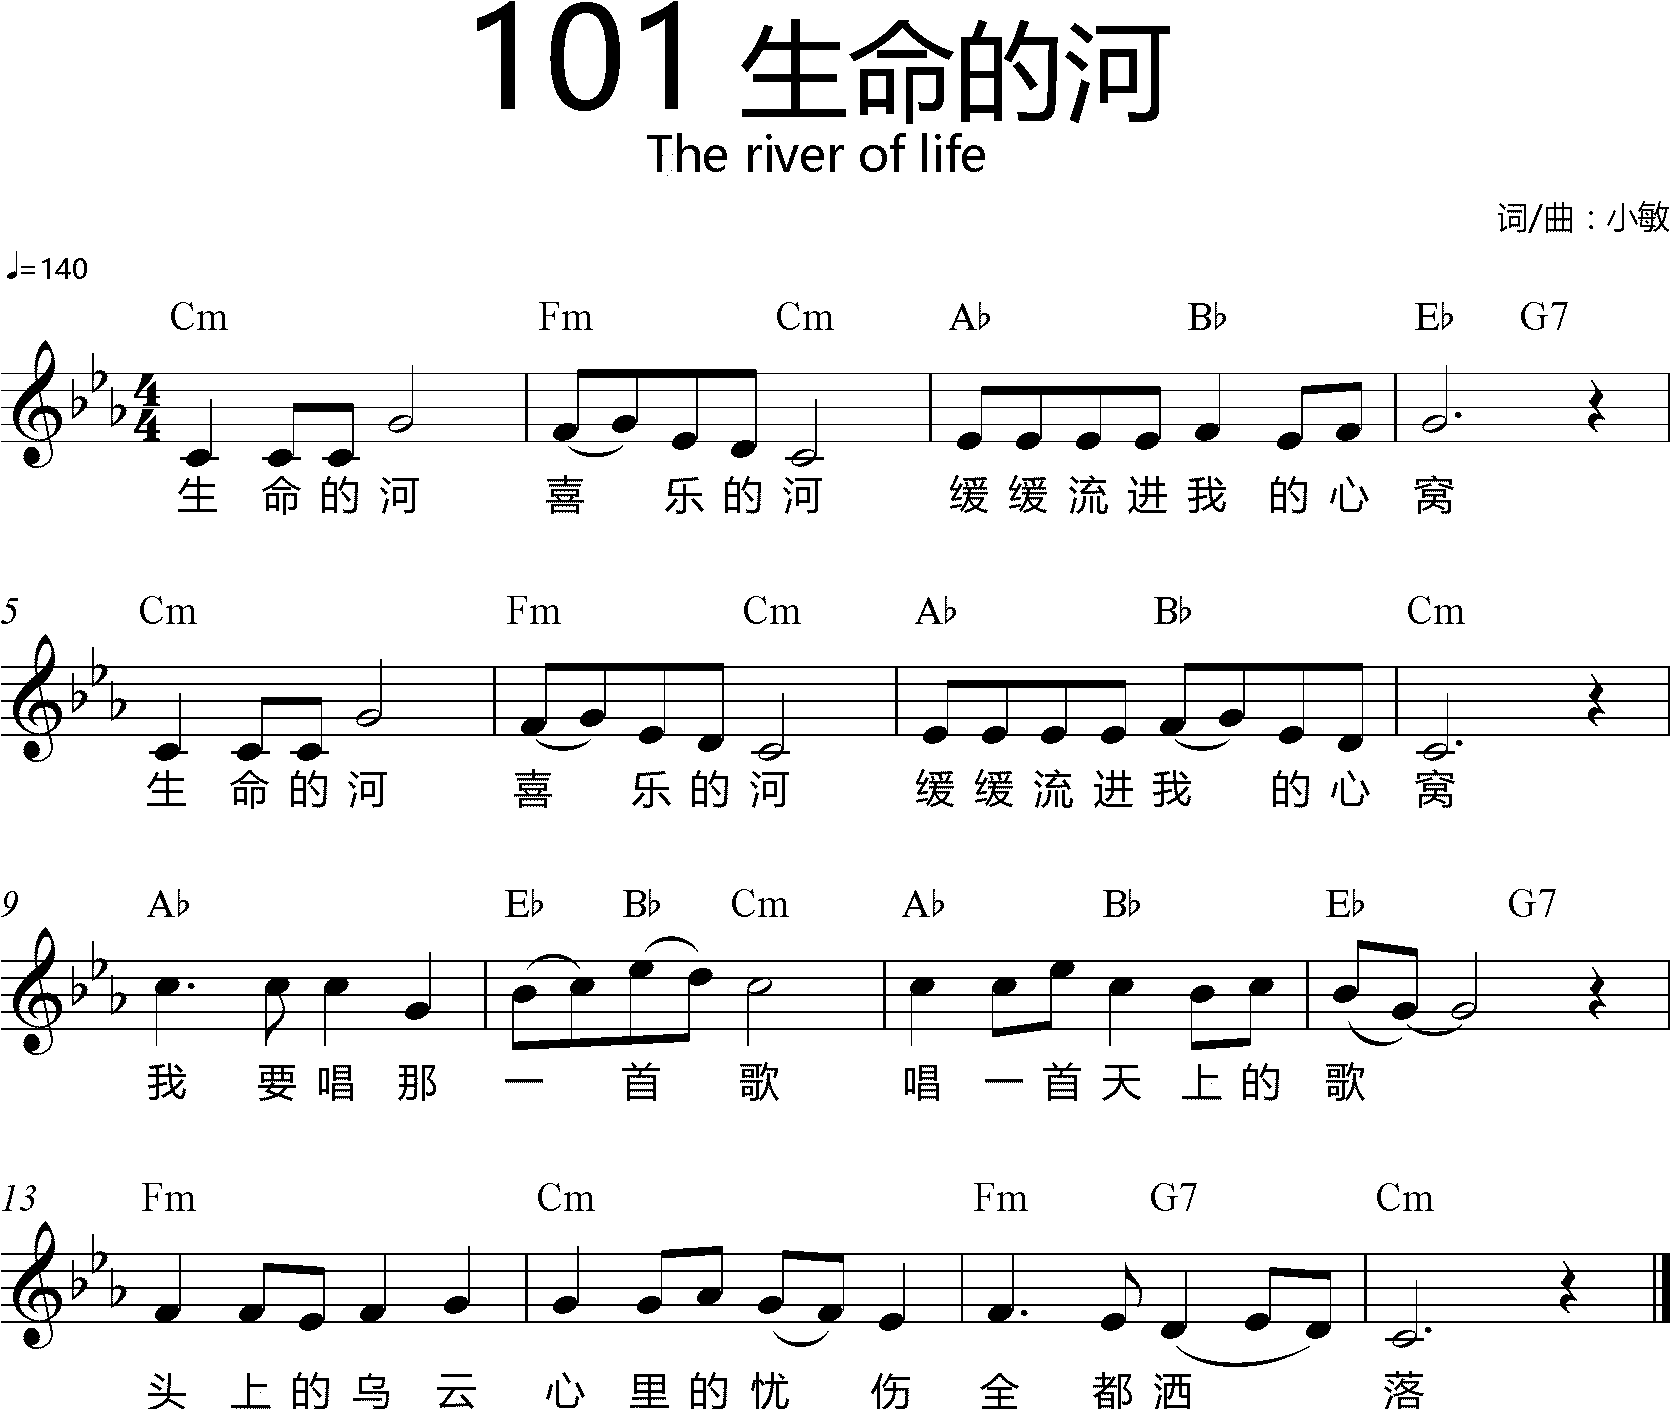 101 生命的河
The river of life
词/曲：小敏
♩=140
Cm Fm Cm A♭ B♭ E♭ G7
4/4
生 命 的 河 喜 乐 的 河 缓 缓 流 进 我 的 心 窝
5 Cm Fm Cm A♭ B♭ Cm
生 命 的 河 喜 乐 的 河 缓 缓 流 进 我 的 心 窝
9 A♭ E♭ B♭ Cm A♭ B♭ E♭ G7
我 要 唱 那 一 首 歌 唱 一 首 天 上 的 歌
13 Fm Cm Fm G7 Cm
头 上 的 乌 云 心 里 的 忧 伤 全 都 洒 落